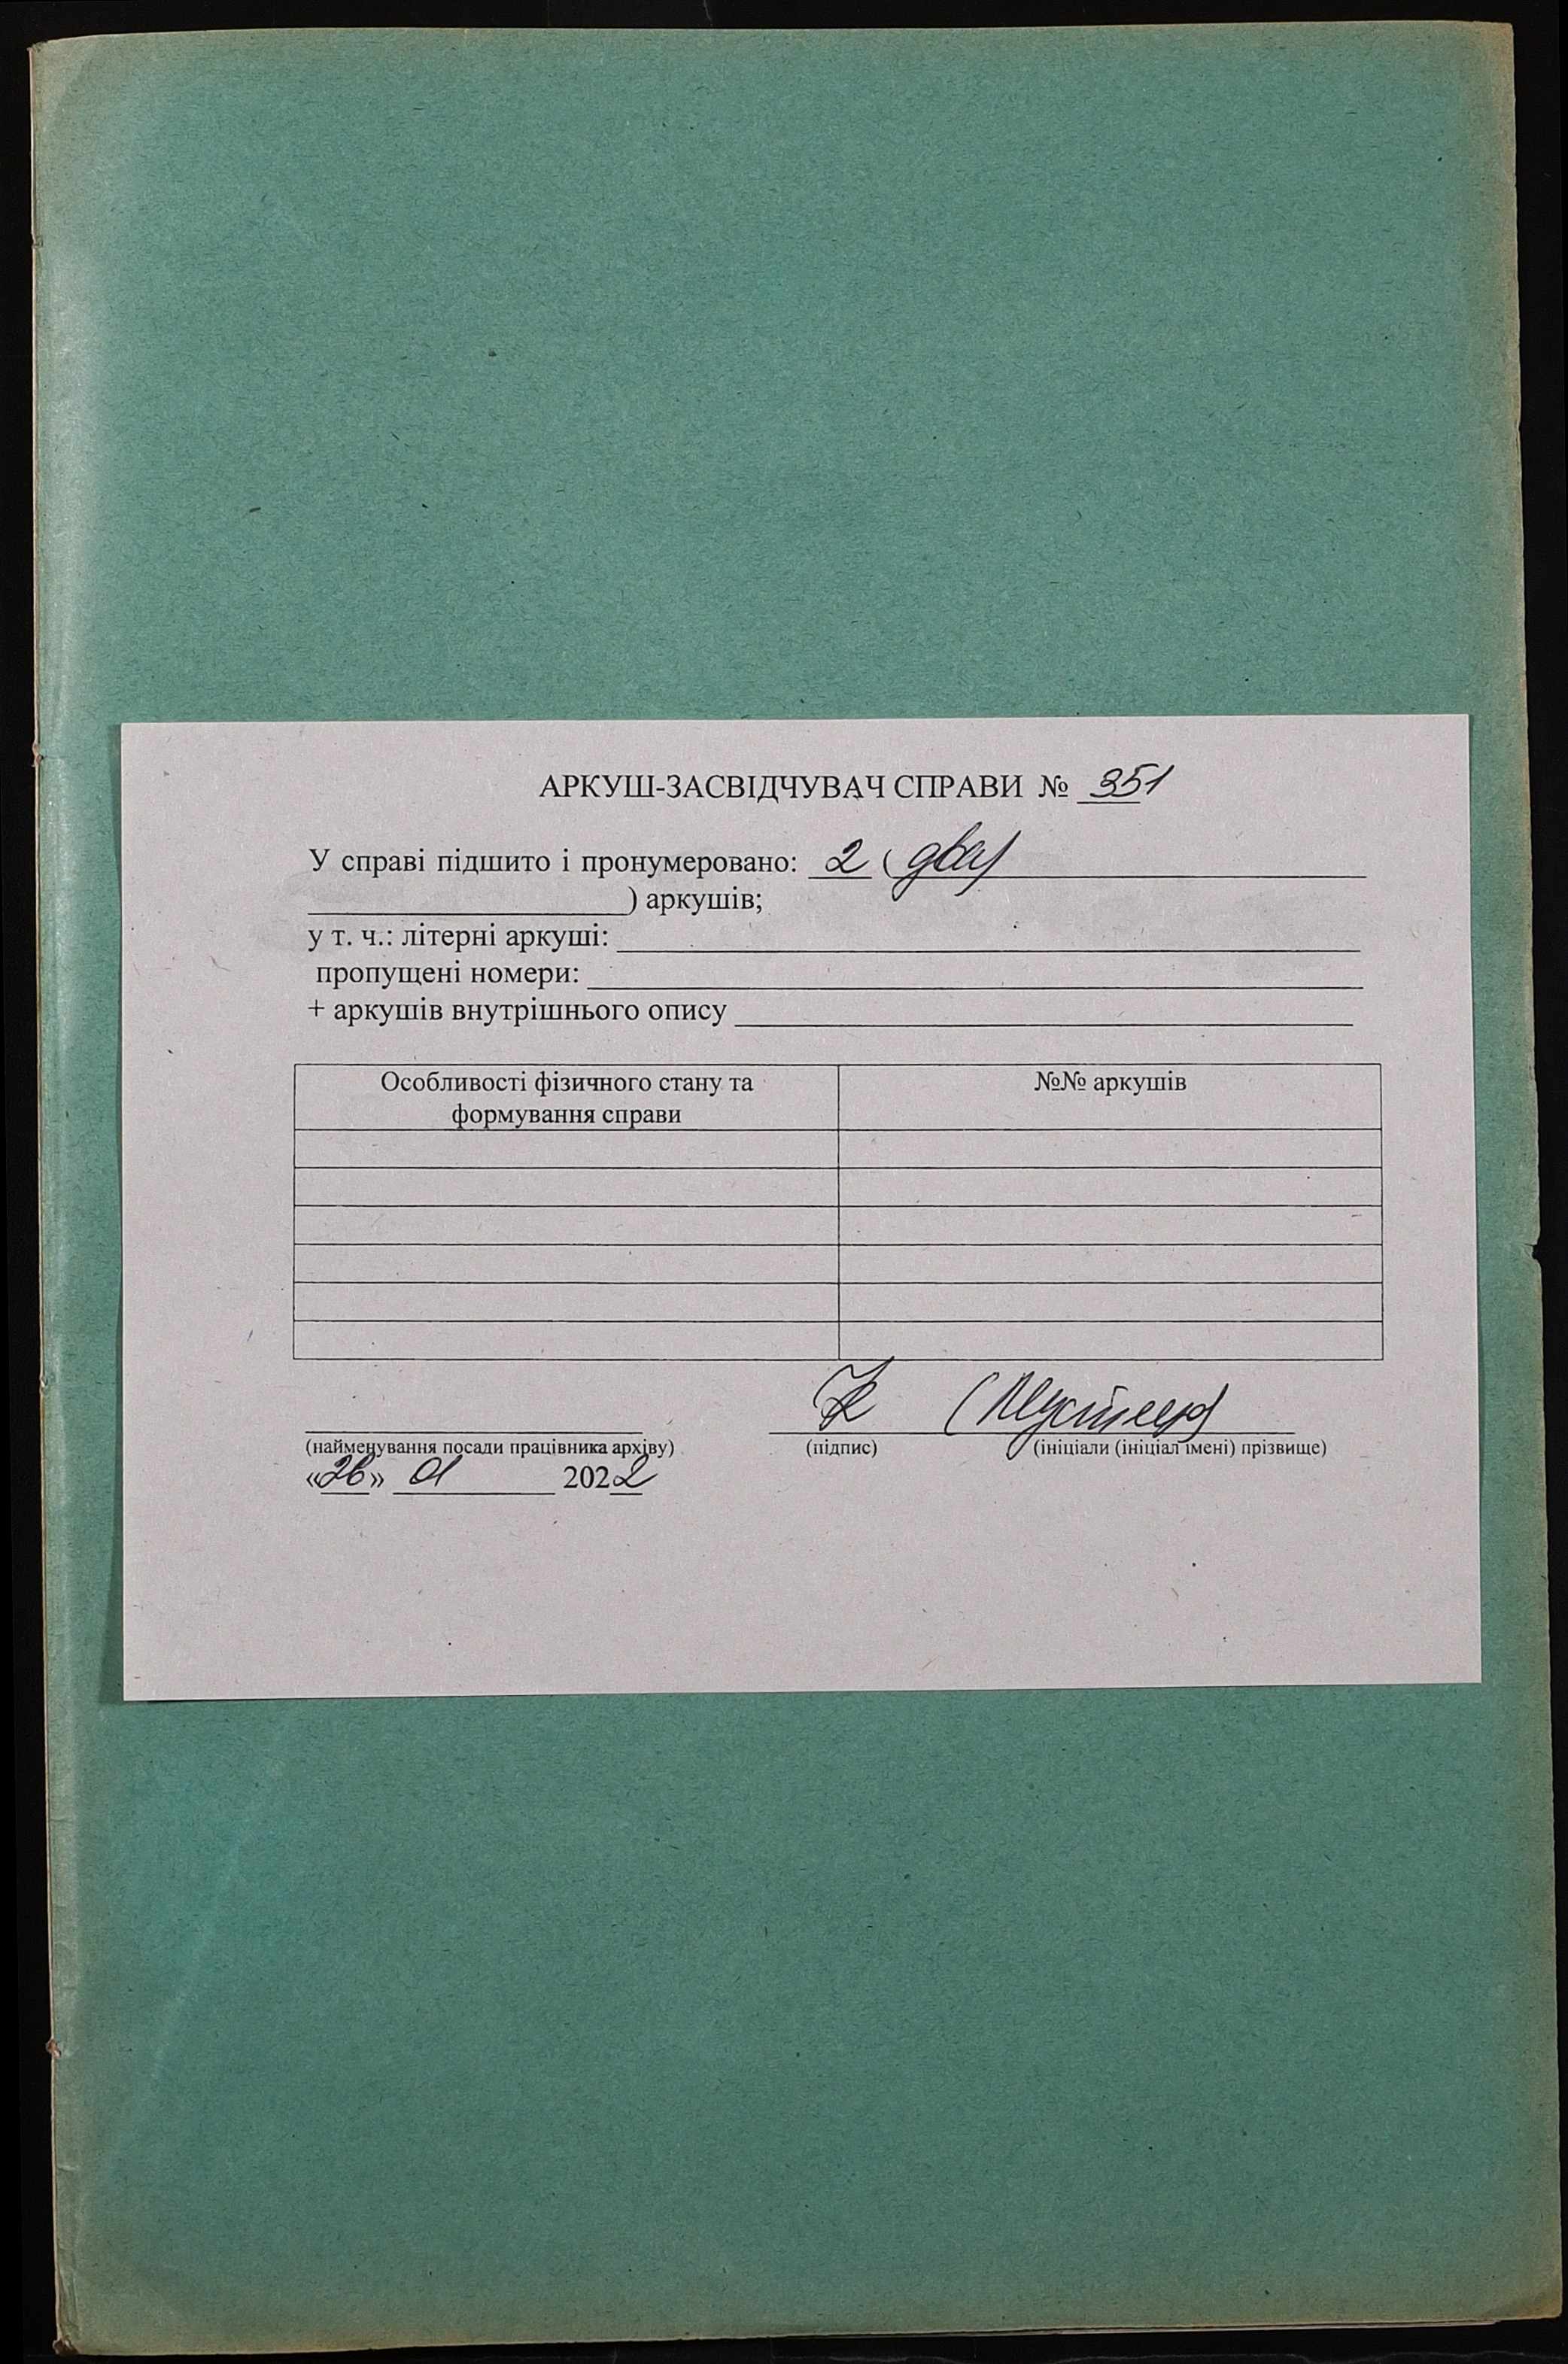 АРКУШ-ЗАСВІДЧУВАЧ СПРАВИ № 351
У справі підшито і пронумеровано: 2 (два)
) аркушів;
у т. ч.: літерні аркуші:
пропущені номери:
+ аркушів внутрішнього опису
Особливості фізичного стану та
формування справи
№№ аркушів
(найменування посади працівника архіву) (підпис) (ініціали (ініціал імені) прізвище)
«26» 01 2022